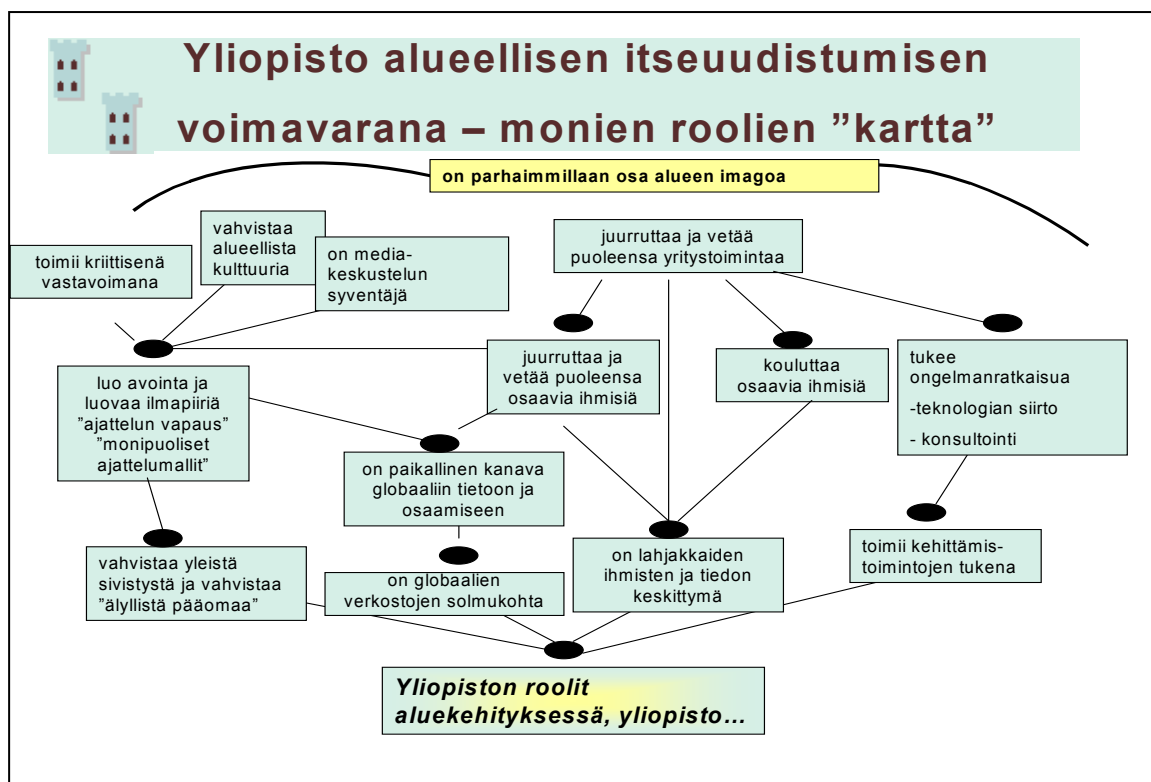 Yliopisto alueellisen itseuudistumisen
voimavarana – monien roolien ”kartta”
on parhaimmillaan osa alueen imagoa
toimii kriittisenä
vastavoimana
vahvistaa
alueellista
kulttuuria
on media-
keskustelun
syventäjä
juurruttaa ja vetää
puoleensa yritystoimintaa
luo avointa ja
luovaa ilmapiiriä
”ajattelun vapaus”
”monipuoliset
ajattelumallit”
juurruttaa ja
vetää puoleensa
osaavia ihmisiä
kouluttaa
osaavia ihmisiä
tukee
ongelmanratkaisua
-teknologian siirto
- konsultointi
on paikallinen kanava
globaaliin tietoon ja
osaamiseen
vahvistaa yleistä
sivistystä ja vahvistaa
”älyllistä pääomaa”
on globaalien
verkostojen solmukohta
on lahjakkaiden
ihmisten ja tiedon
keskittymä
toimii kehittämis-
toimintojen tukena
Yliopiston roolit
aluekehityksessä, yliopisto…